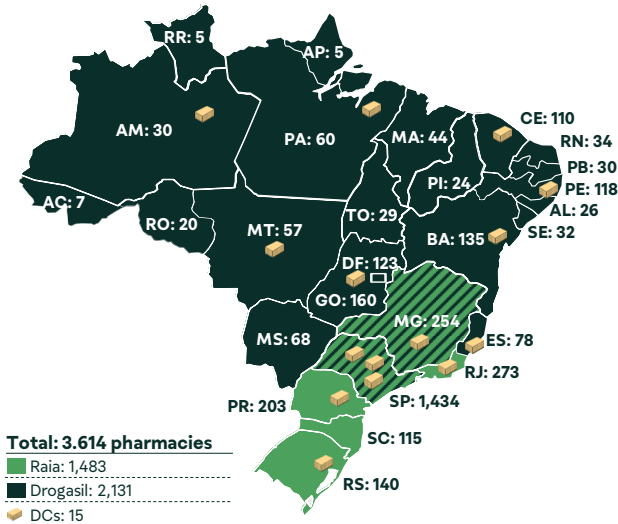 RR: 5
AP: 5
CE: 110
AM: 30
PA: 60
MA: 44
RN: 34
PB: 30
PI: 24
PE: 118
AC: 7
AL: 26
TO: 29
RO: 20
MT: 57
SE: 32
BA: 135
DF: 123
GO: 160
MG: 254
MS: 68
ES: 78
RJ: 273
SP: 1,434
PR: 203
SC: 115
RS: 140
Total: 3.614 pharmacies
Raia: 1,483
Drogasil: 2,131
DCs: 15